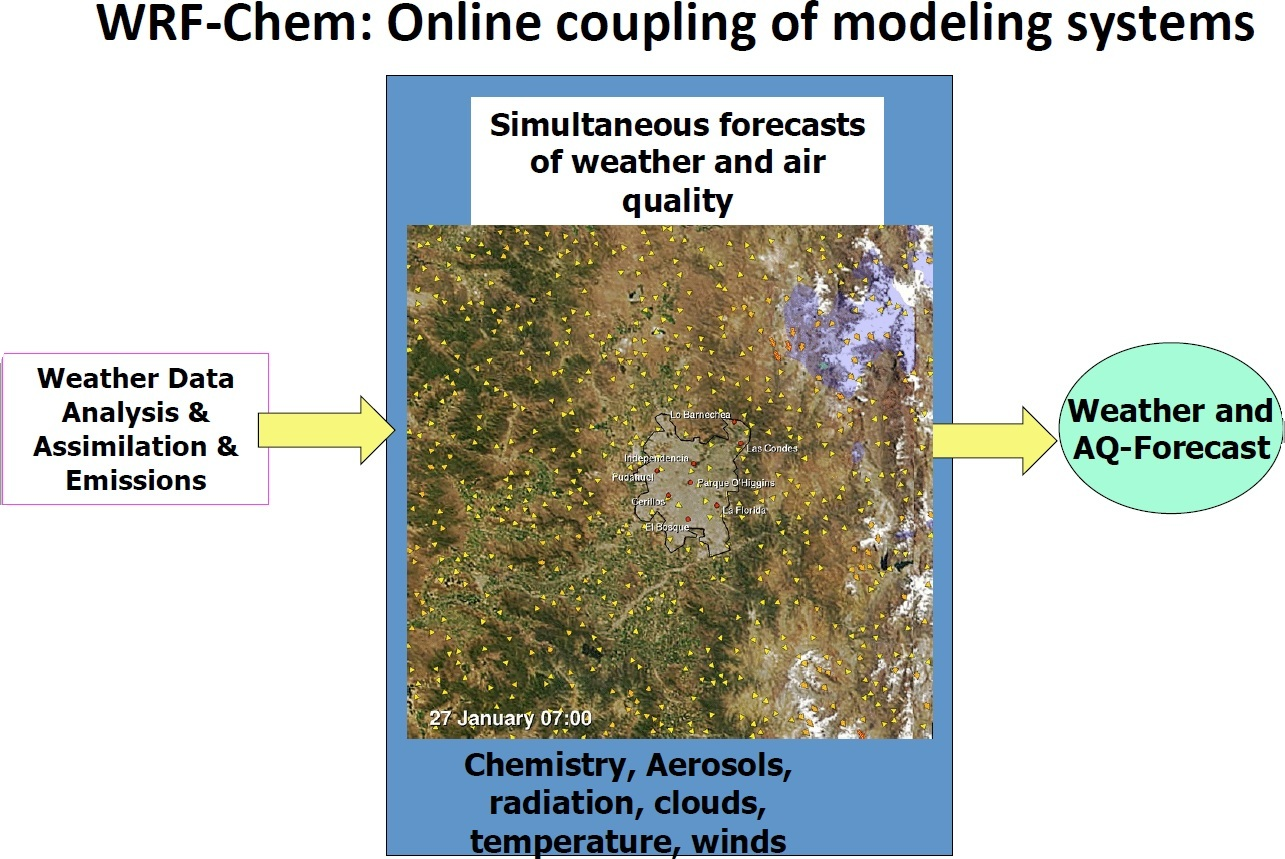 WRF-Chem: Online coupling of modeling systems
Simultaneous forecasts
of weather and air
quality
Weather Data
Analysis &
Assimilation &
Emissions
Lo Barnechea
Las Condes
Independencia
Pudahuel
Parque O'Higgins
Cerillos
La Florida
El Bosque
27 January 07:00
Weather and
AQ-Forecast
Chemistry, Aerosols,
radiation, clouds,
temperature, winds